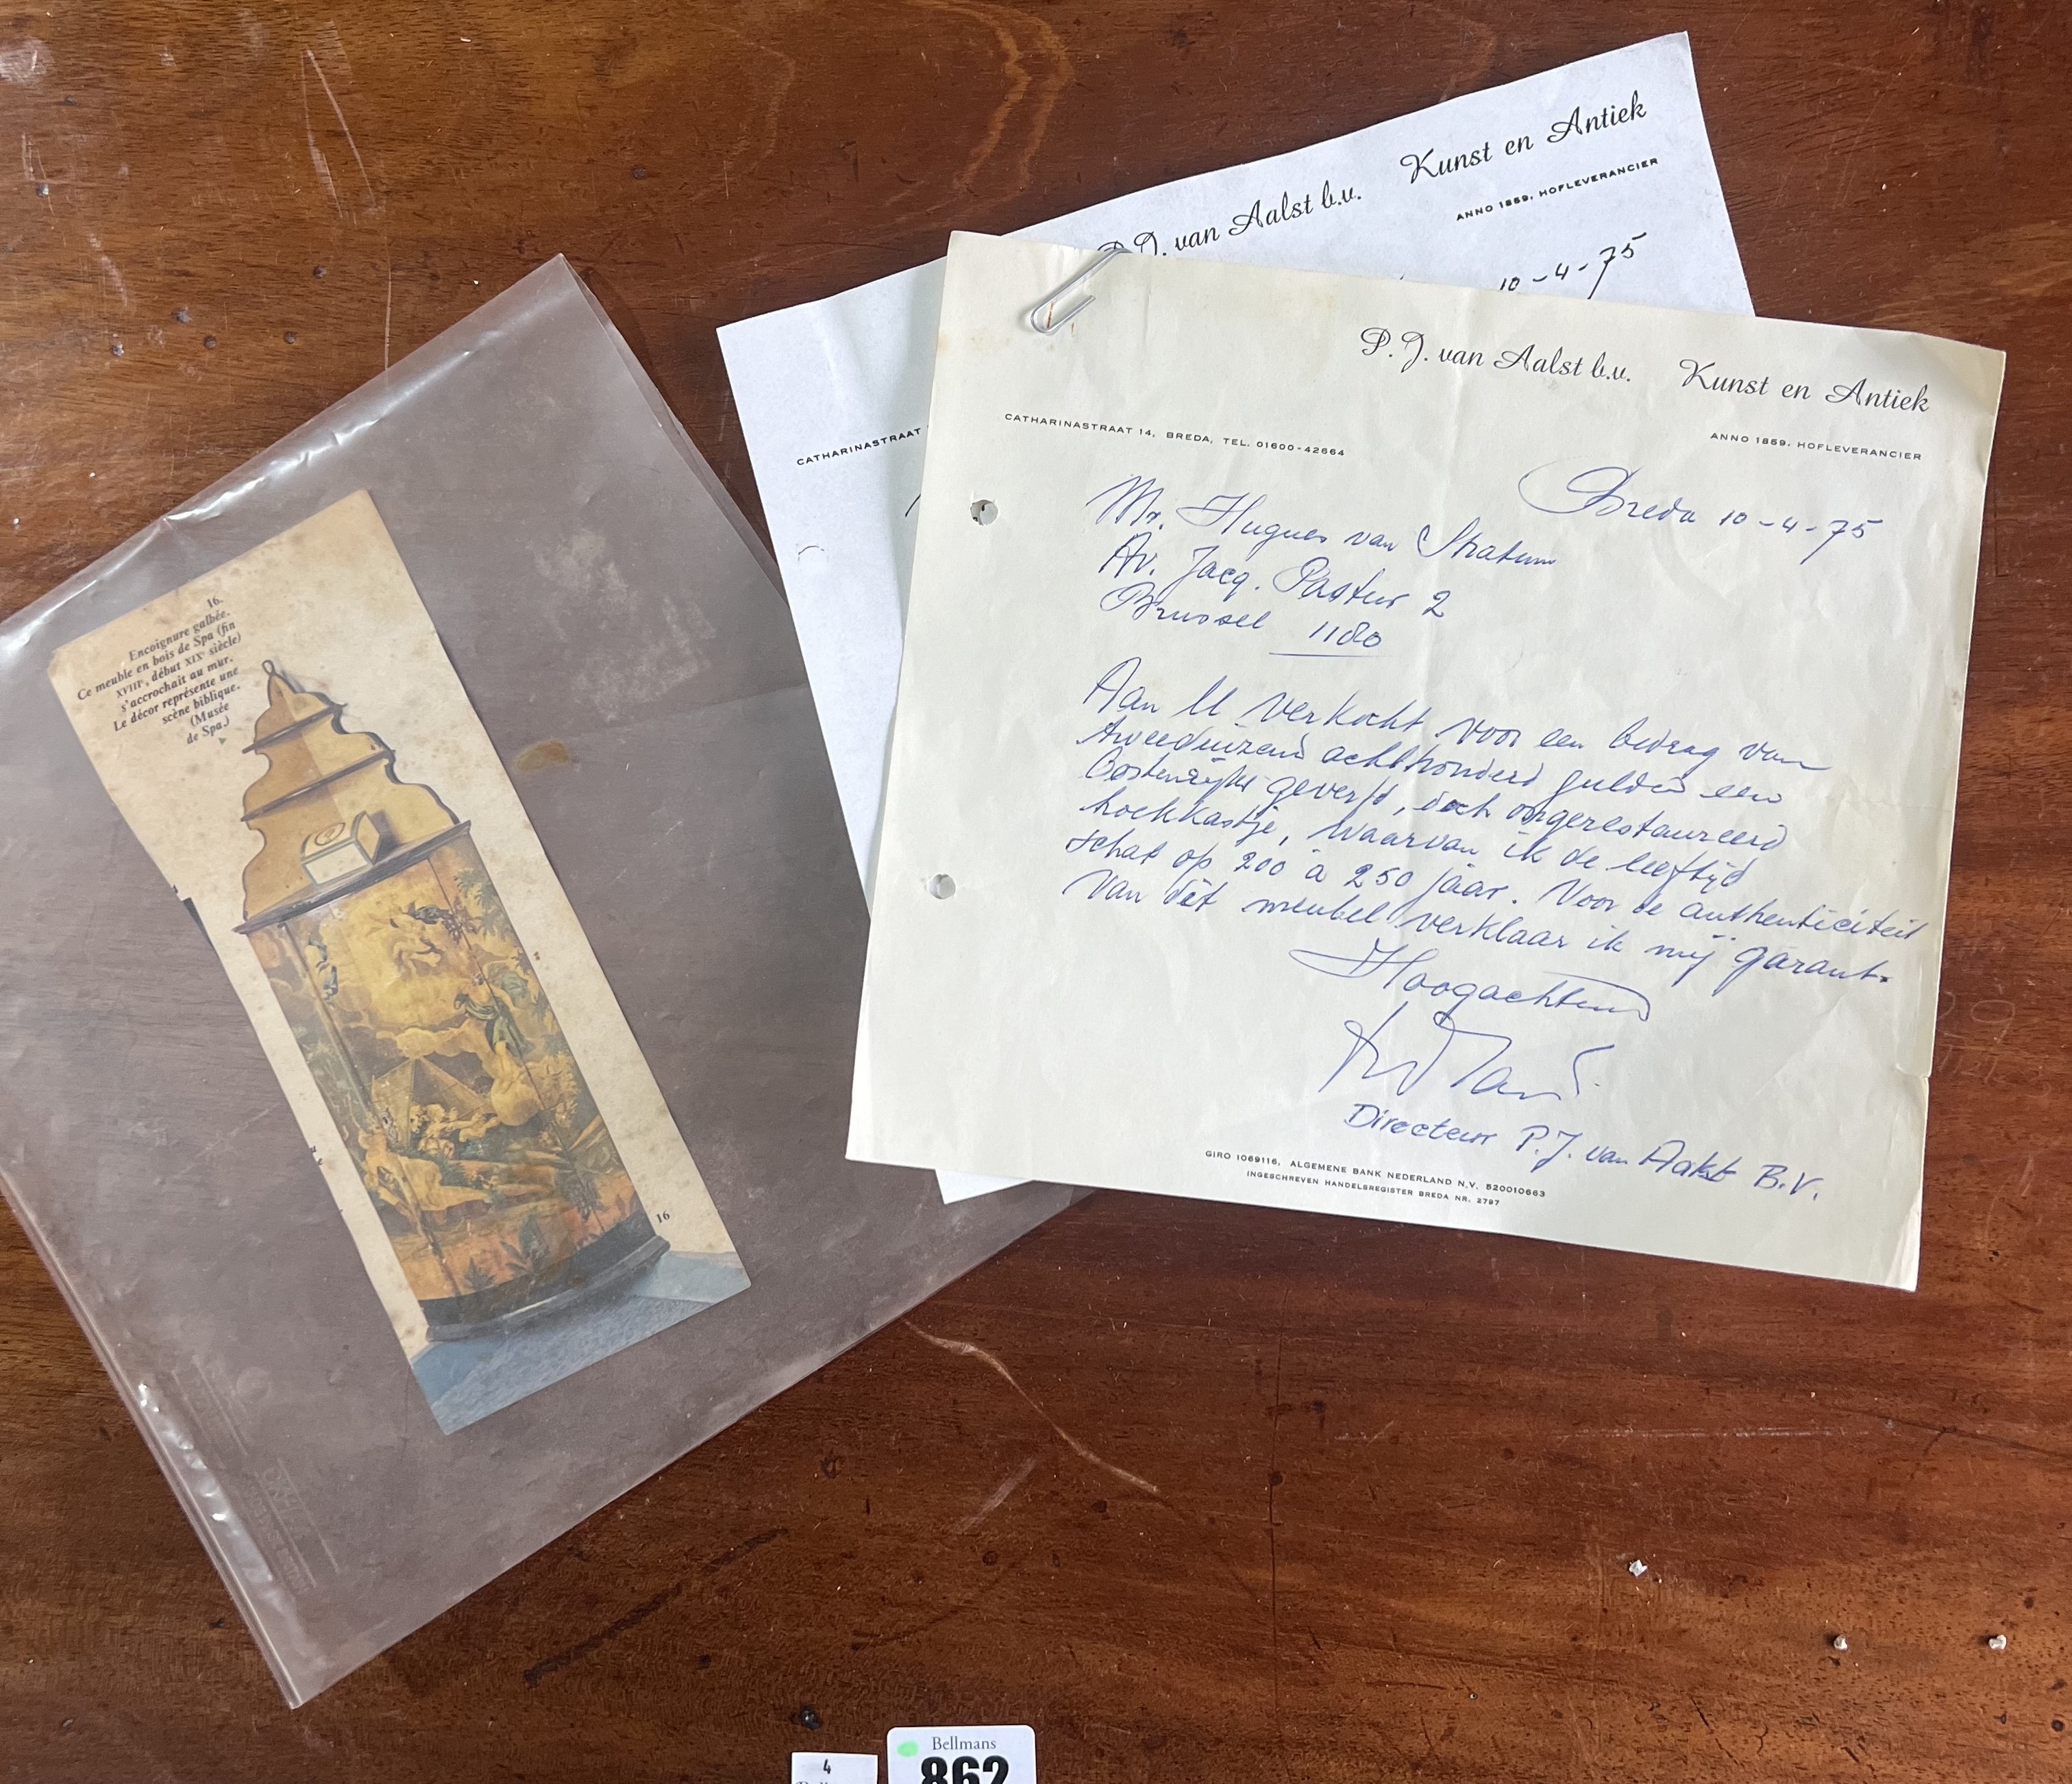 P. J. van Aalst b.v. Kunst en Antiek
ANNO 1859, HOFLEVERANCIER
10-4-75
CATHARINASTRAAT
P. J. van Aalst b.v. Kunst en Antiek
CATHARINASTRAAT 14, BREDA, TEL. 01600-42664
ANNO 1859, HOFLEVERANCIER
Breda 10-4-75
Mr. Hugues van Stratum
Av. Jacq. Pastur 2
Brussel 1180
Aan U verkocht voor een bedrag van
tweeduizend achthonderd gulden een
Oostenrijks geverfd, doch ongerestaureerd
hoekkastje, waarvan ik de leeftijd
schat op 200 à 250 jaar. Voor de authenticiteit
van dit meubel verklaar ik mij garant.
Hoogachtend
Directeur P.J. van Aalst B.V.
GIRO 1069116, ALGEMENE BANK NEDERLAND N.V. 520010663
INGESCHREVEN HANDELSREGISTER BREDA NR. 2797
16.
Encoignure galbée.
Ce meuble en bois de Spa (fin
XVIIIe, début XIXe siècle)
s'accrochait au mur.
Le décor représente une
scène biblique.
(Musée
de Spa.)
16
4
Bellmans
862